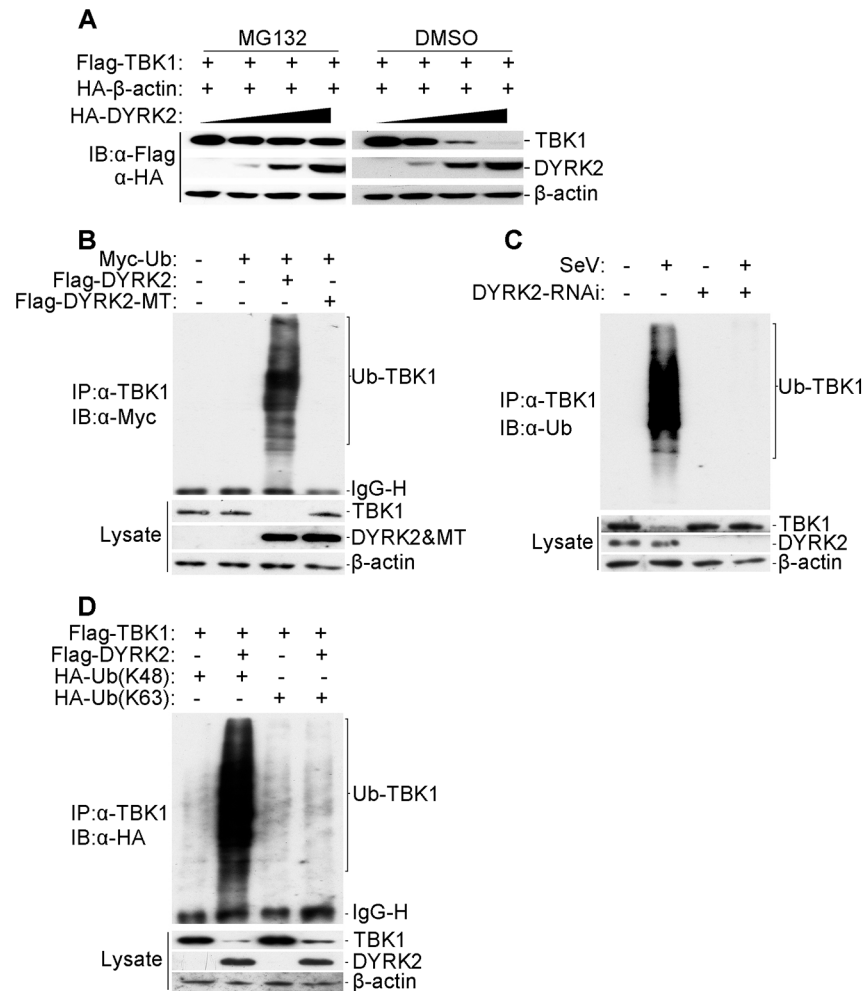 A
MG132 DMSO
Flag-TBK1: + + + + + + + +
HA-β-actin: + + + + + + + +
HA-DYRK2:
IB:α-Flag
α-HA
TBK1
DYRK2
β-actin
B
Myc-Ub: - + + +
Flag-DYRK2: - - + -
Flag-DYRK2-MT: - - - +
IP:α-TBK1
IB:α-Myc
Ub-TBK1
IgG-H
Lysate
TBK1
DYRK2&MT
β-actin
C
SeV: - + - +
DYRK2-RNAi: - - + +
IP:α-TBK1
IB:α-Ub
Ub-TBK1
Lysate
TBK1
DYRK2
β-actin
D
Flag-TBK1: + + + +
Flag-DYRK2: - + - +
HA-Ub(K48): + + - -
HA-Ub(K63): - - + +
IP:α-TBK1
IB:α-HA
Ub-TBK1
IgG-H
Lysate
TBK1
DYRK2
β-actin